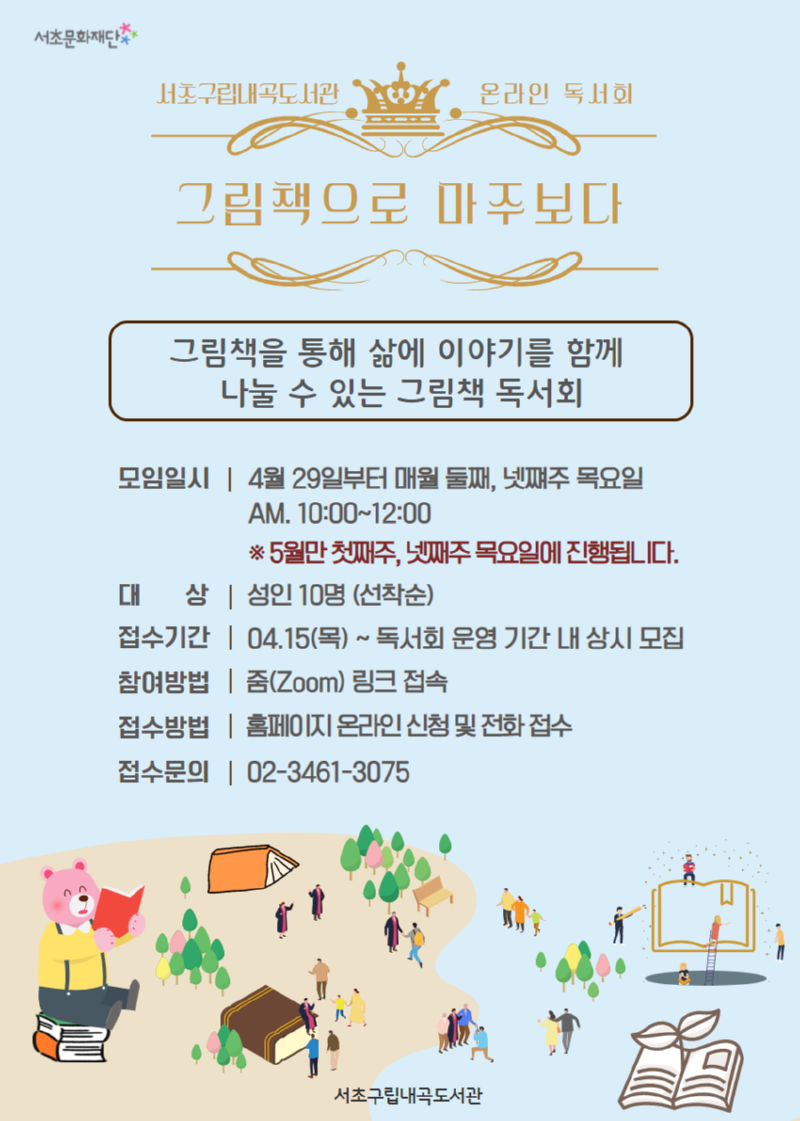 서초문화재단
서초구립내곡도서관 온라인 독서회
그림책으로 마주보다
그림책을 통해 삶에 이야기를 함께
나눌 수 있는 그림책 독서회
모임일시 | 4월 29일부터 매월 둘째, 넷쨰주 목요일
AM. 10:00~12:00
※ 5월만 첫째주, 넷째주 목요일에 진행됩니다.
대 상 | 성인 10명 (선착순)
접수기간 | 04.15(목) ~ 독서회 운영 기간 내 상시 모집
참여방법 | 줌(Zoom) 링크 접속
접수방법 | 홈페이지 온라인 신청 및 전화 접수
접수문의 | 02-3461-3075
서초구립내곡도서관